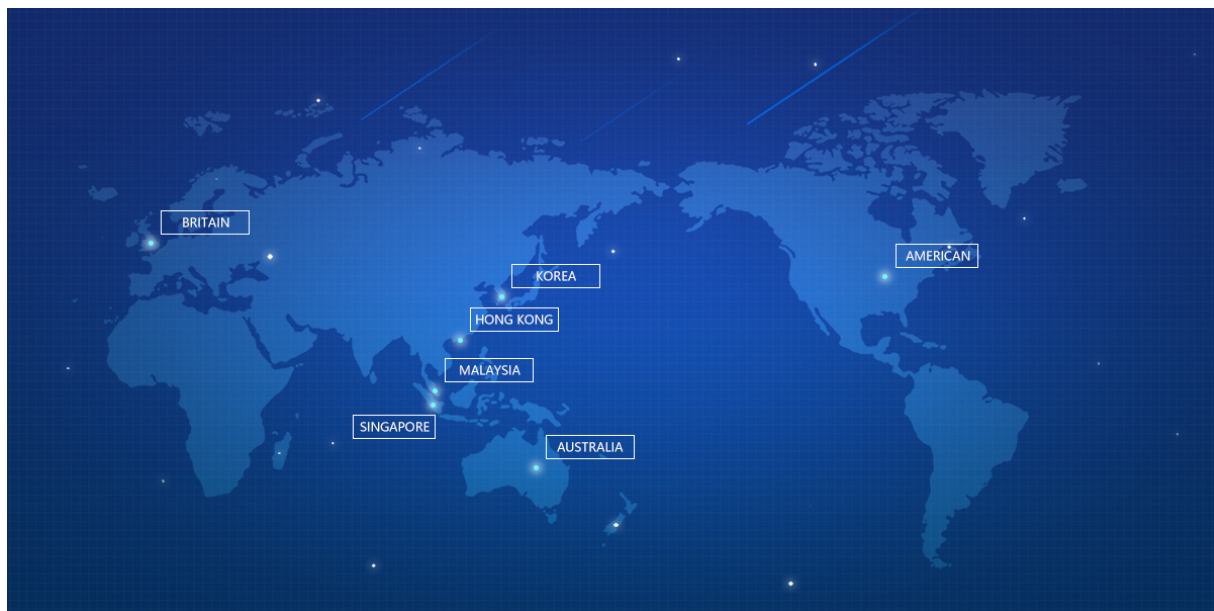 BRITAIN
AMERICAN
KOREA
HONG KONG
MALAYSIA
SINGAPORE
AUSTRALIA